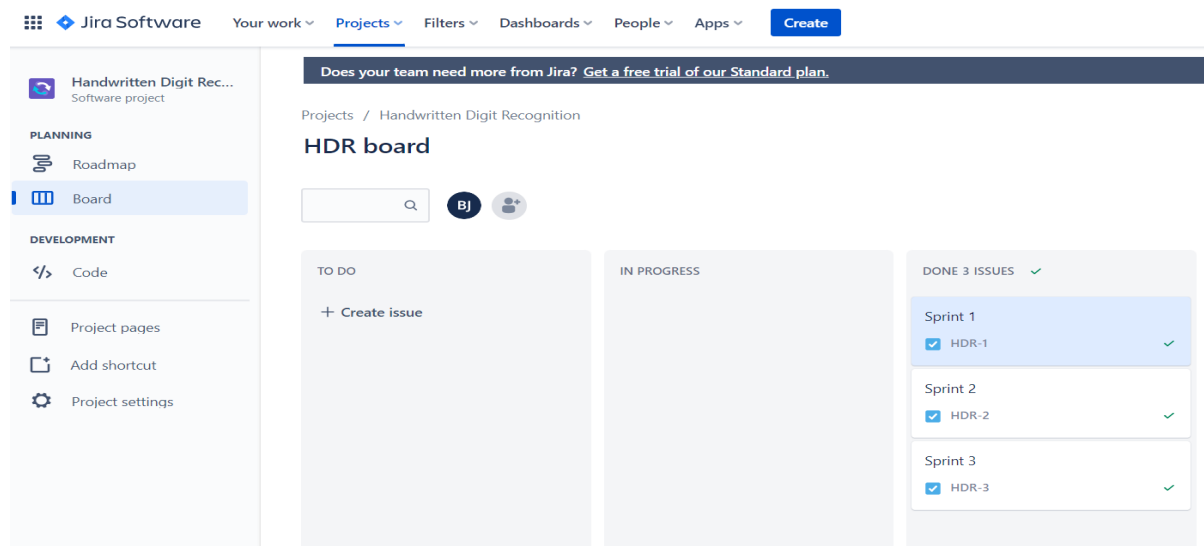 Jira Software Your work Projects Filters Dashboards People Apps Create
Handwritten Digit Rec...
Software project
PLANNING
Roadmap
Board
DEVELOPMENT
Code
Project pages
Add shortcut
Project settings
Does your team need more from Jira? Get a free trial of our Standard plan.
Projects / Handwritten Digit Recognition
HDR board
BJ
TO DO
+ Create issue
IN PROGRESS
DONE 3 ISSUES
Sprint 1
HDR-1
Sprint 2
HDR-2
Sprint 3
HDR-3